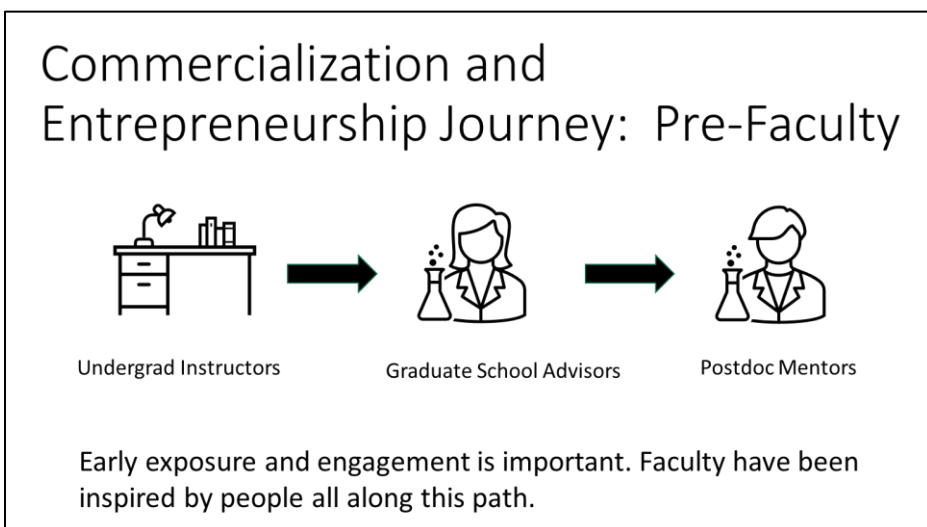 Commercialization and
Entrepreneurship Journey: Pre-Faculty
Undergrad Instructors
Graduate School Advisors
Postdoc Mentors
Early exposure and engagement is important. Faculty have been
inspired by people all along this path.